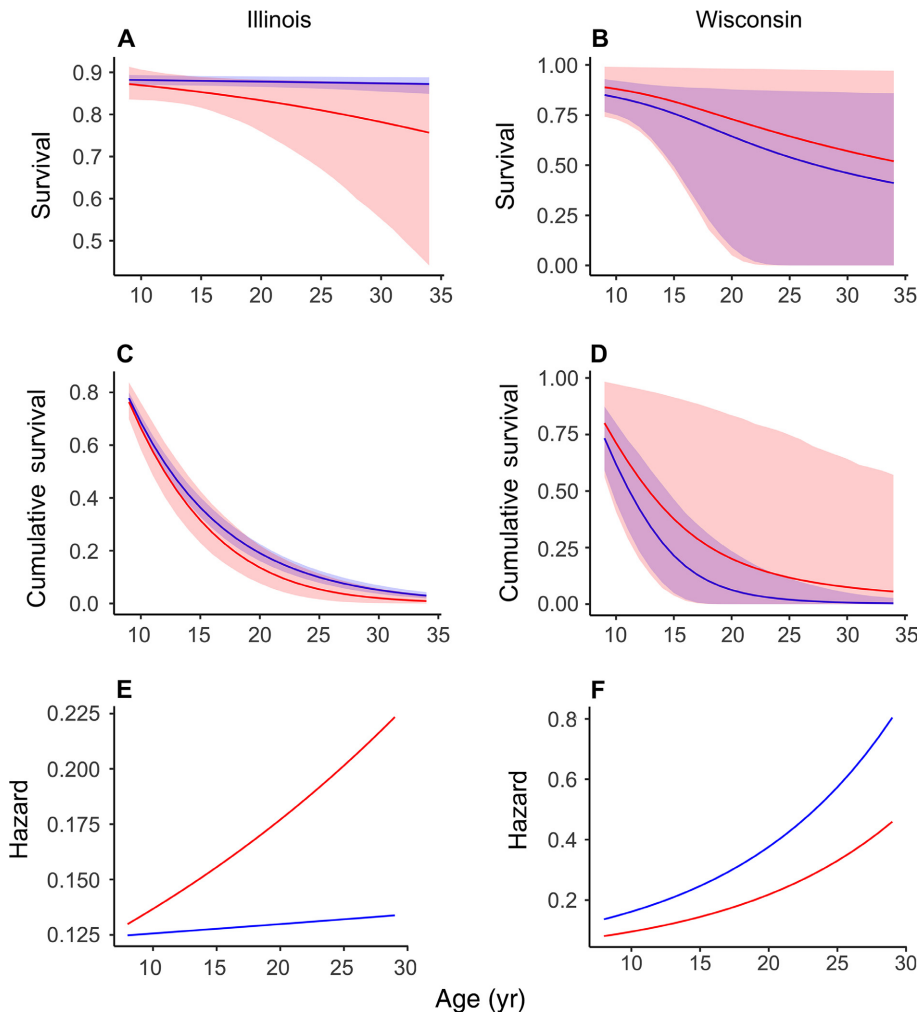 Illinois
Wisconsin
A
B
0.9
0.8
0.7
0.6
0.5
Survival
10 15 20 25 30 35
1.00
0.75
0.50
0.25
0.00
Survival
10 15 20 25 30 35
C
D
0.8
0.6
0.4
0.2
0.0
Cumulative survival
10 15 20 25 30 35
1.00
0.75
0.50
0.25
0.00
Cumulative survival
10 15 20 25 30 35
E
F
0.225
0.200
0.175
0.150
0.125
Hazard
10 15 20 25 30
0.8
0.6
0.4
0.2
Hazard
10 15 20 25 30
Age (yr)